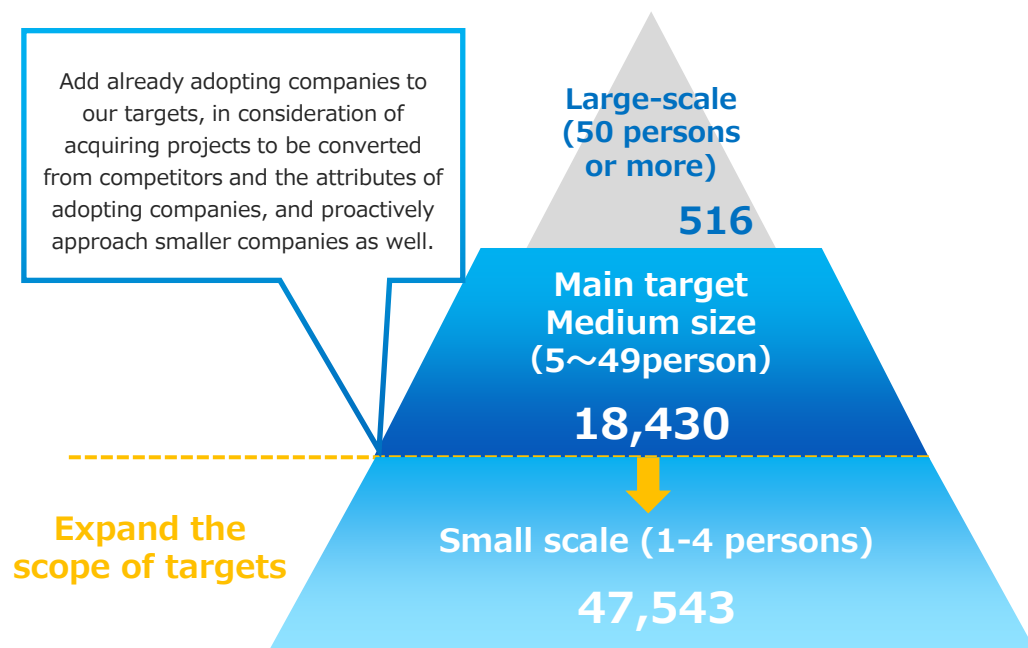 Add already adopting companies to
our targets, in consideration of
acquiring projects to be converted
from competitors and the attributes of
adopting companies, and proactively
approach smaller companies as well.
Large-scale
(50 persons
or more)
516
Main target
Medium size
(5～49person)
18,430
Expand the
scope of targets
Small scale (1-4 persons)
47,543